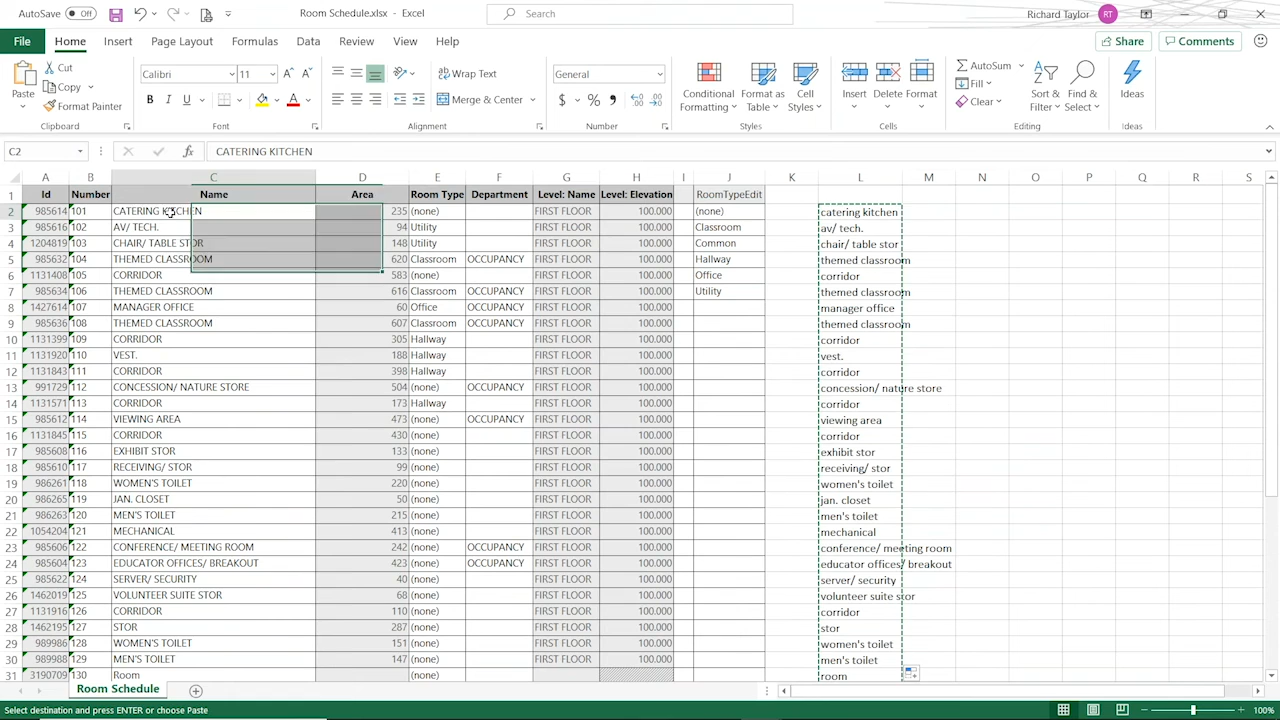 AutoSave Off Room Schedule.xlsx - Excel Search Richard Taylor RT
File Home Insert Page Layout Formulas Data Review View Help Share Comments
Paste Cut Copy Format Painter Clipboard
Calibri 11 B I U A Font
Wrap Text Merge & Center Alignment
General $ % , Number
Conditional Formatting Format as Table Cell Styles Styles
Insert Delete Format Cells
AutoSum Fill Clear Sort & Filter Find & Select Editing
Ideas Ideas
C2 fx CATERING KITCHEN
A B C D E F G H I J K L M N O P Q R S
1 Id Number Name Area Room Type Department Level: Name Level: Elevation RoomTypeEdit
2 985614 101 CATERING KITCHEN 235 (none) FIRST FLOOR 100.000 (none) catering kitchen
3 985616 102 AV/ TECH. 94 Utility FIRST FLOOR 100.000 Classroom av/ tech.
4 1204819 103 CHAIR/ TABLE STOR 148 Utility FIRST FLOOR 100.000 Common chair/ table stor
5 985632 104 THEMED CLASSROOM 620 Classroom OCCUPANCY FIRST FLOOR 100.000 Hallway themed classroom
6 1131408 105 CORRIDOR 583 (none) FIRST FLOOR 100.000 Office corridor
7 985634 106 THEMED CLASSROOM 616 Classroom OCCUPANCY FIRST FLOOR 100.000 Utility themed classroom
8 1427614 107 MANAGER OFFICE 60 Office OCCUPANCY FIRST FLOOR 100.000 manager office
9 985636 108 THEMED CLASSROOM 607 Classroom OCCUPANCY FIRST FLOOR 100.000 themed classroom
10 1131399 109 CORRIDOR 305 Hallway FIRST FLOOR 100.000 corridor
11 1131920 110 VEST. 188 Hallway FIRST FLOOR 100.000 vest.
12 1131843 111 CORRIDOR 398 Hallway FIRST FLOOR 100.000 corridor
13 991729 112 CONCESSION/ NATURE STORE 504 (none) OCCUPANCY FIRST FLOOR 100.000 concession/ nature store
14 1131571 113 CORRIDOR 173 Hallway FIRST FLOOR 100.000 corridor
15 985612 114 VIEWING AREA 473 (none) OCCUPANCY FIRST FLOOR 100.000 viewing area
16 1131845 115 CORRIDOR 430 (none) FIRST FLOOR 100.000 corridor
17 985608 116 EXHIBIT STOR 133 (none) FIRST FLOOR 100.000 exhibit stor
18 985610 117 RECEIVING/ STOR 99 (none) FIRST FLOOR 100.000 receiving/ stor
19 986261 118 WOMEN'S TOILET 220 (none) FIRST FLOOR 100.000 women's toilet
20 986265 119 JAN. CLOSET 50 (none) FIRST FLOOR 100.000 jan. closet
21 986263 120 MEN'S TOILET 215 (none) FIRST FLOOR 100.000 men's toilet
22 1054204 121 MECHANICAL 413 (none) FIRST FLOOR 100.000 mechanical
23 985606 122 CONFERENCE/ MEETING ROOM 242 (none) OCCUPANCY FIRST FLOOR 100.000 conference/ meeting room
24 985604 123 EDUCATOR OFFICES/ BREAKOUT 423 (none) OCCUPANCY FIRST FLOOR 100.000 educator offices/ breakout
25 985622 124 SERVER/ SECURITY 40 (none) FIRST FLOOR 100.000 server/ security
26 1462019 125 VOLUNTEER SUITE STOR 68 (none) FIRST FLOOR 100.000 volunteer suite stor
27 1131916 126 CORRIDOR 110 (none) FIRST FLOOR 100.000 corridor
28 1462195 127 STOR 287 (none) FIRST FLOOR 100.000 stor
29 989986 128 WOMEN'S TOILET 151 (none) FIRST FLOOR 100.000 women's toilet
30 989988 129 MEN'S TOILET 147 (none) FIRST FLOOR 100.000 men's toilet
31 3190709 130 Room (none) room
Room Schedule
Select destination and press ENTER or choose Paste 100%